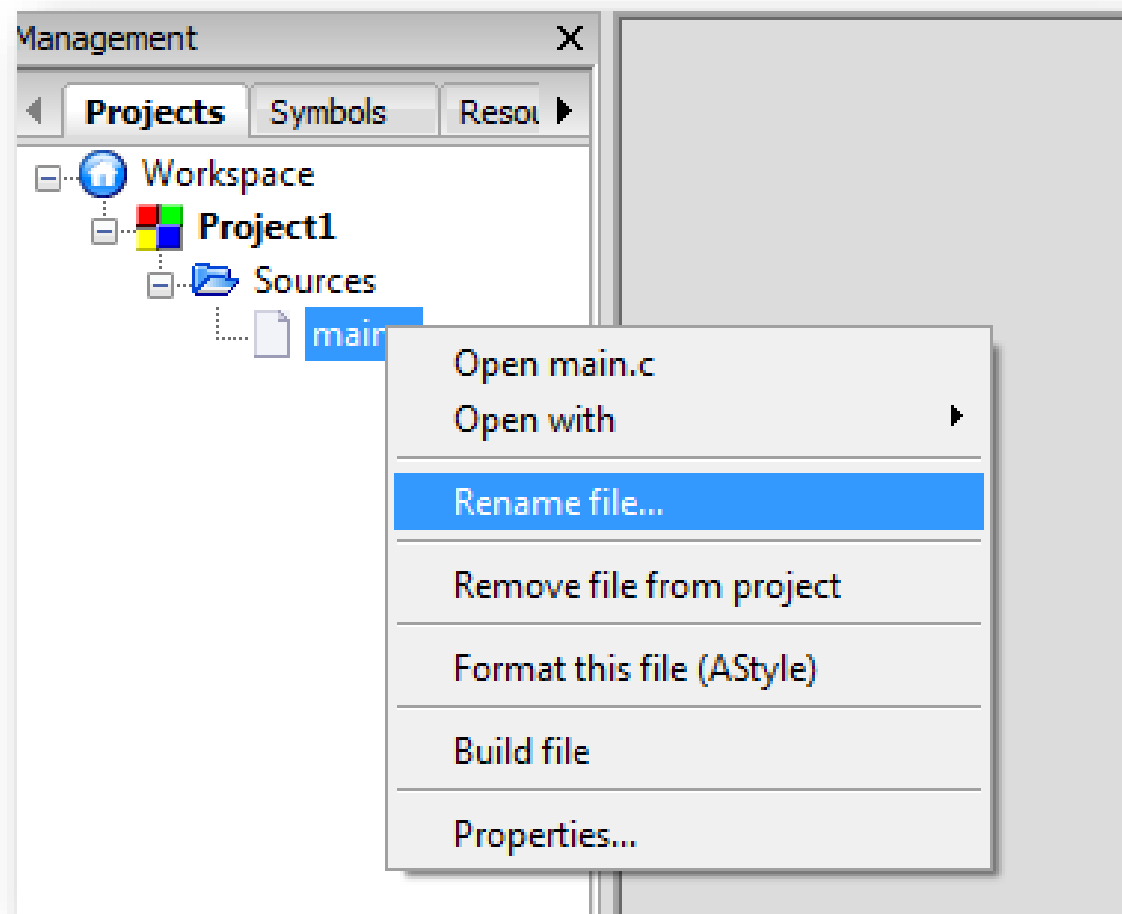 Management
Projects Symbols Resou
Workspace
Project1
Sources
main
Open main.c
Open with
Rename file...
Remove file from project
Format this file (AStyle)
Build file
Properties...